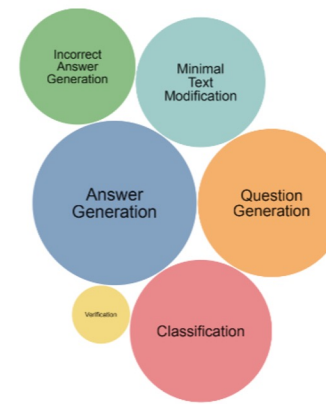 Incorrect
Answer
Generation
Minimal
Text
Modification
Answer
Generation
Question
Generation
Verification
Classification